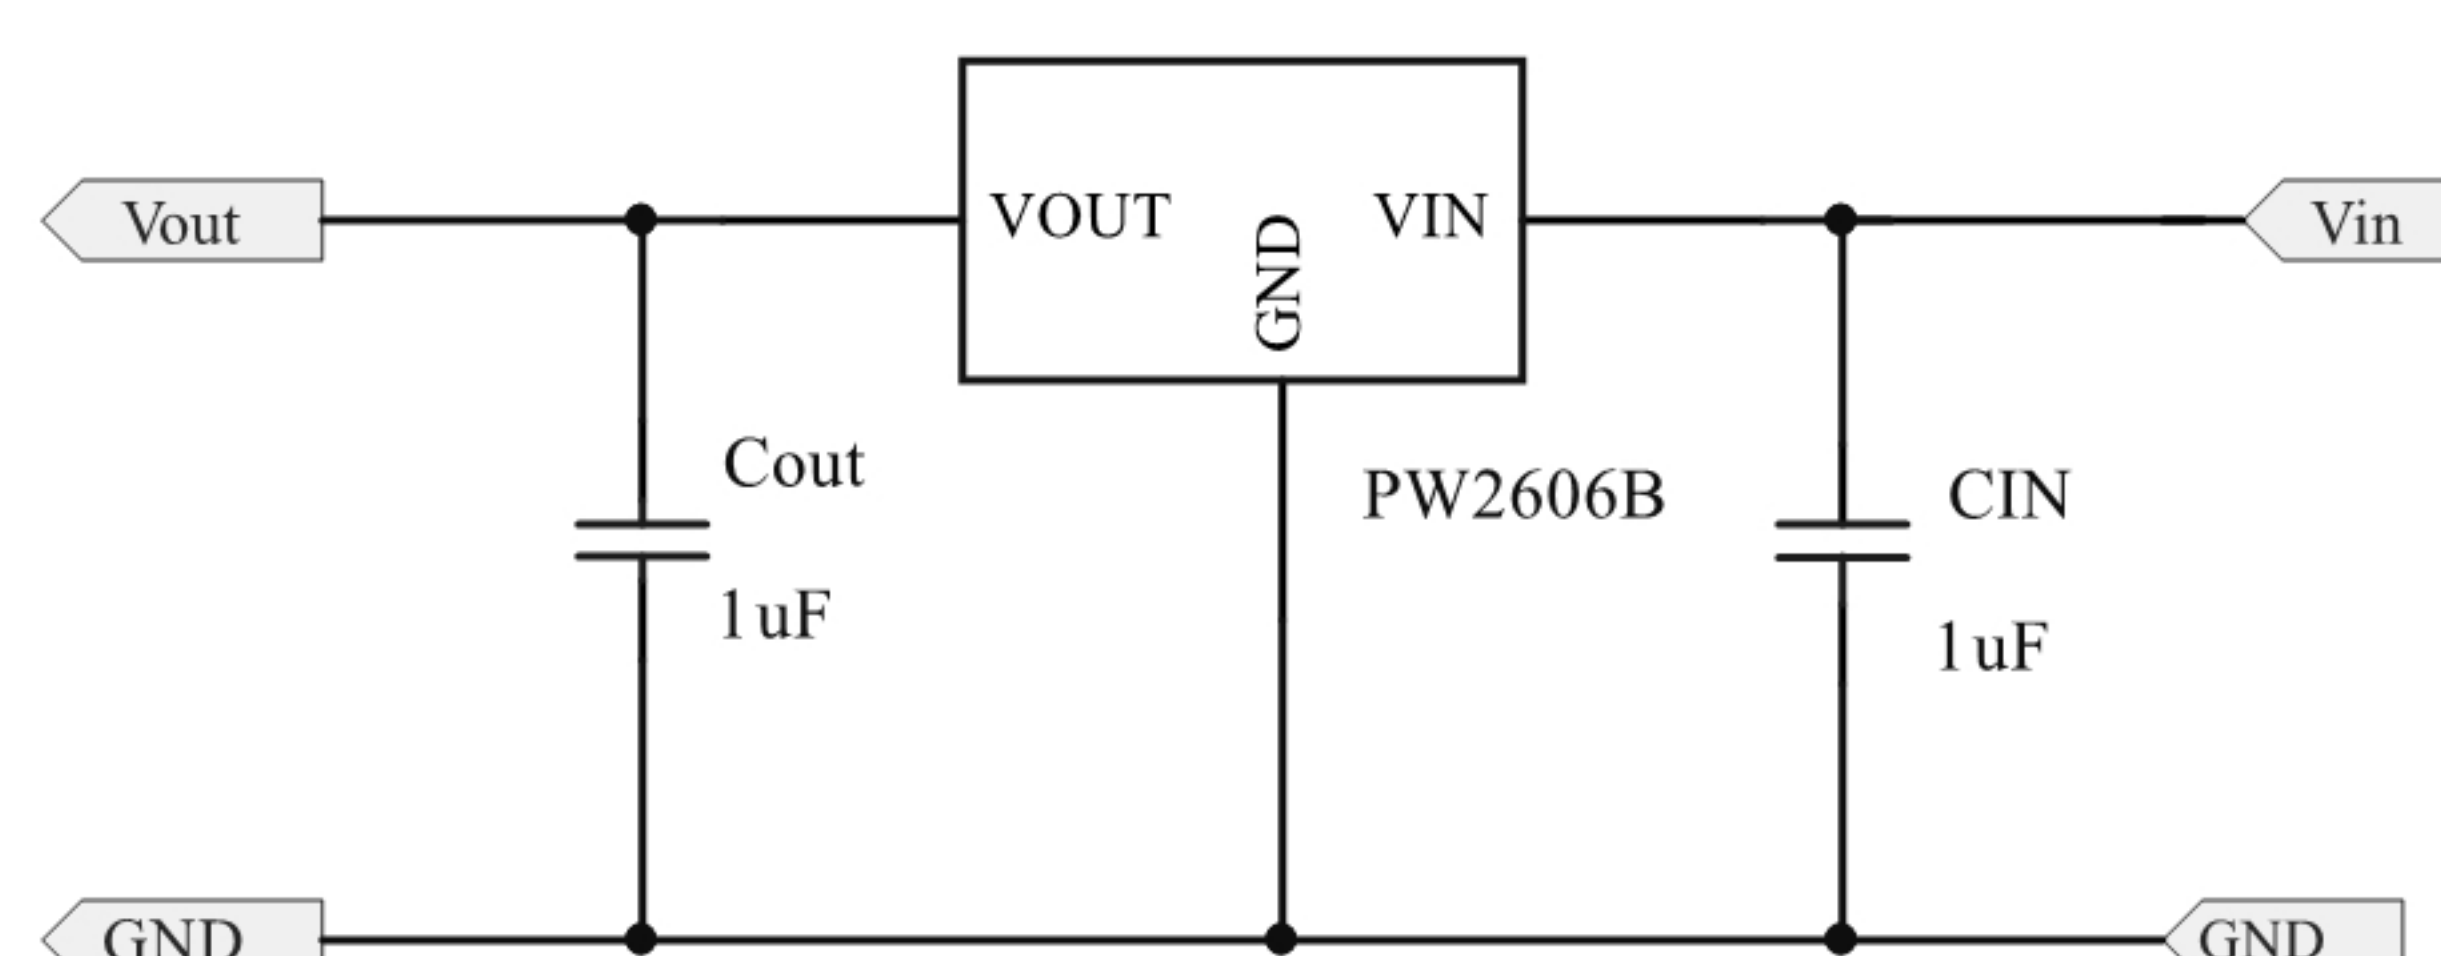 Vout
VOUT
GND
VIN
Vin
Cout
1uF
PW2606B
CIN
1uF
GND
GND